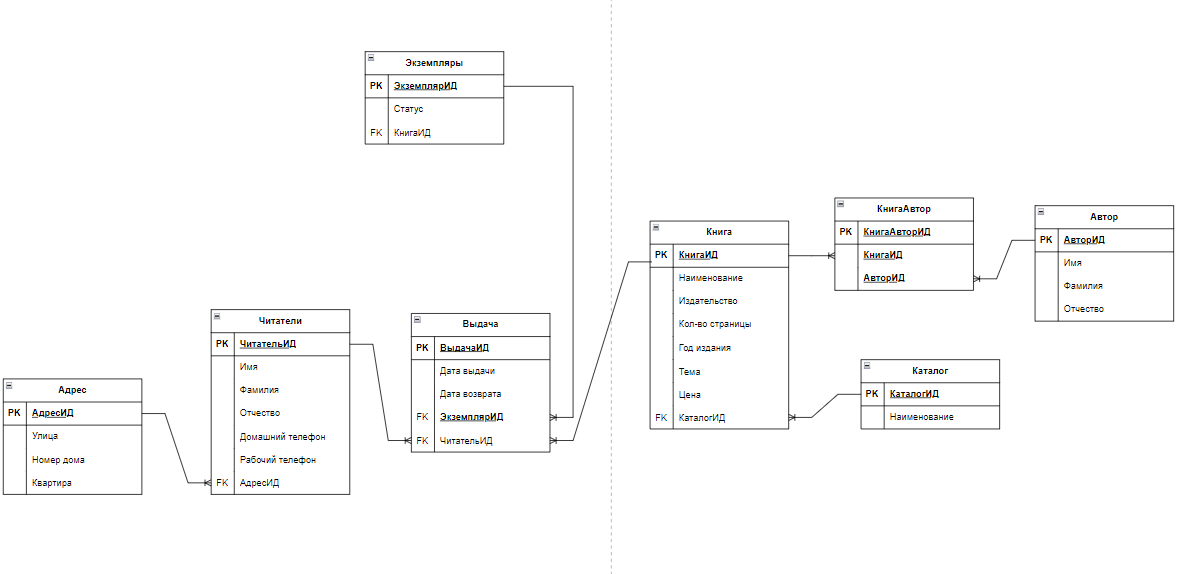 Экземпляры
PK ЭкземплярИД
Статус
FK КнигаИД
Читатели
PK ЧитательИД
Имя
Фамилия
Отчество
Домашний телефон
Рабочий телефон
FK АдресИД
Адрес
PK АдресИД
Улица
Номер дома
Квартира
Выдача
PK ВыдачаИД
Дата выдачи
Дата возврата
FK ЭкземплярИД
FK ЧитательИД
Книга
PK КнигаИД
Наименование
Издательство
Кол-во страницы
Год издания
Тема
Цена
FK КаталогИД
КнигаАвтор
PK КнигаАвторИД
КнигаИД
АвторИД
Автор
PK АвторИД
Имя
Фамилия
Отчество
Каталог
PK КаталогИД
Наименование